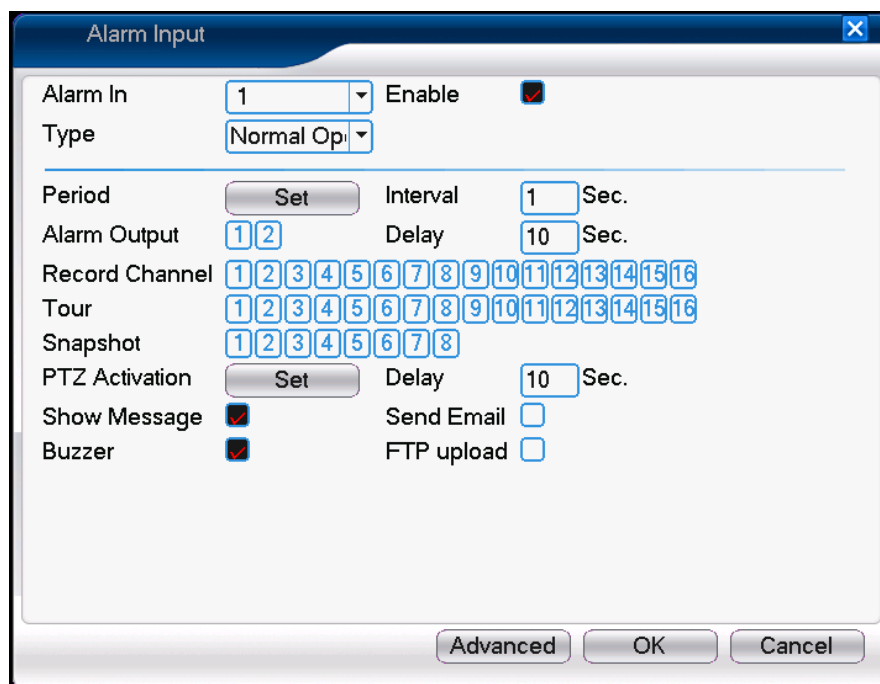 Alarm Input
Alarm In 1 Enable
Type Normal Op
Period Set Interval 1 Sec.
Alarm Output 1 2 Delay 10 Sec.
Record Channel 1 2 3 4 5 6 7 8 9 10 11 12 13 14 15 16
Tour 1 2 3 4 5 6 7 8 9 10 11 12 13 14 15 16
Snapshot 1 2 3 4 5 6 7 8
PTZ Activation Set Delay 10 Sec.
Show Message Send Email
Buzzer FTP upload
Advanced OK Cancel